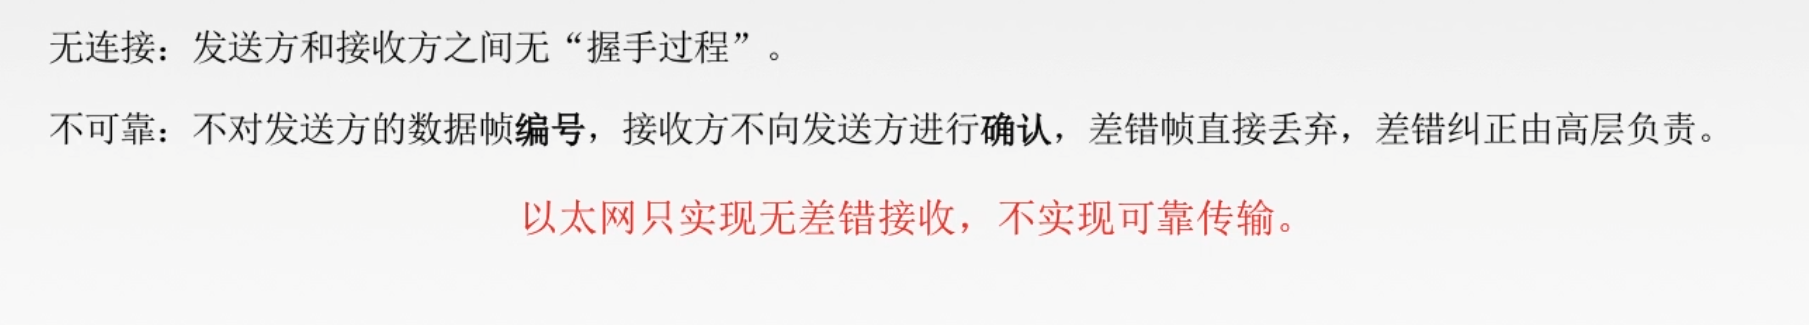 无连接：发送方和接收方之间无“握手过程”。
不可靠：不对发送方的数据帧编号，接收方不向发送方进行确认，差错帧直接丢弃，差错纠正由高层负责。
以太网只实现无差错接收，不实现可靠传输。